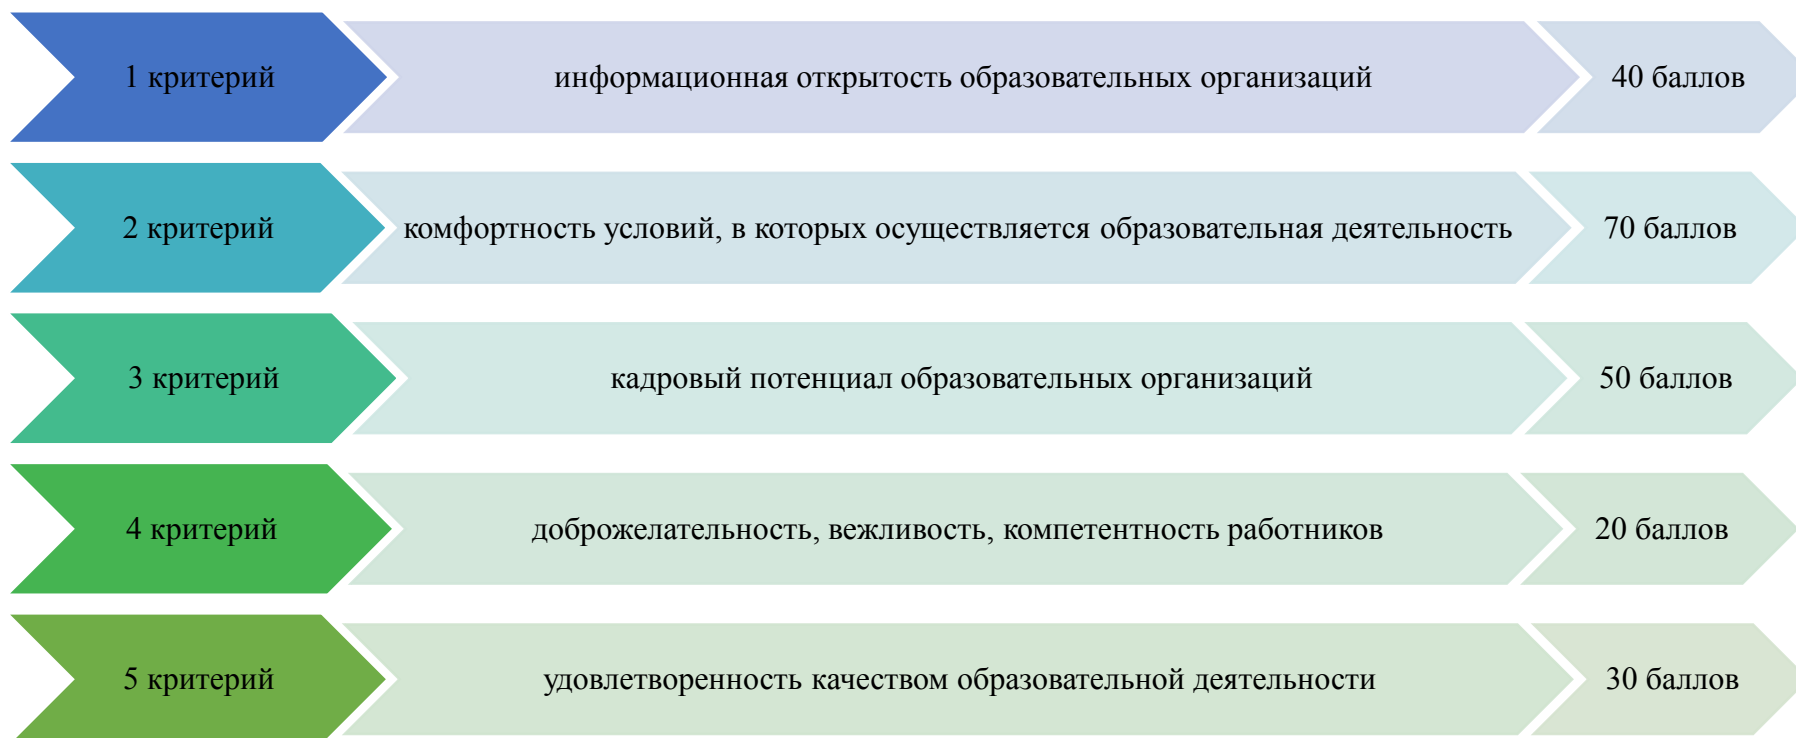 1 критерий информационная открытость образовательных организаций 40 баллов
2 критерий комфортность условий, в которых осуществляется образовательная деятельность 70 баллов
3 критерий кадровый потенциал образовательных организаций 50 баллов
4 критерий доброжелательность, вежливость, компетентность работников 20 баллов
5 критерий удовлетворенность качеством образовательной деятельности 30 баллов